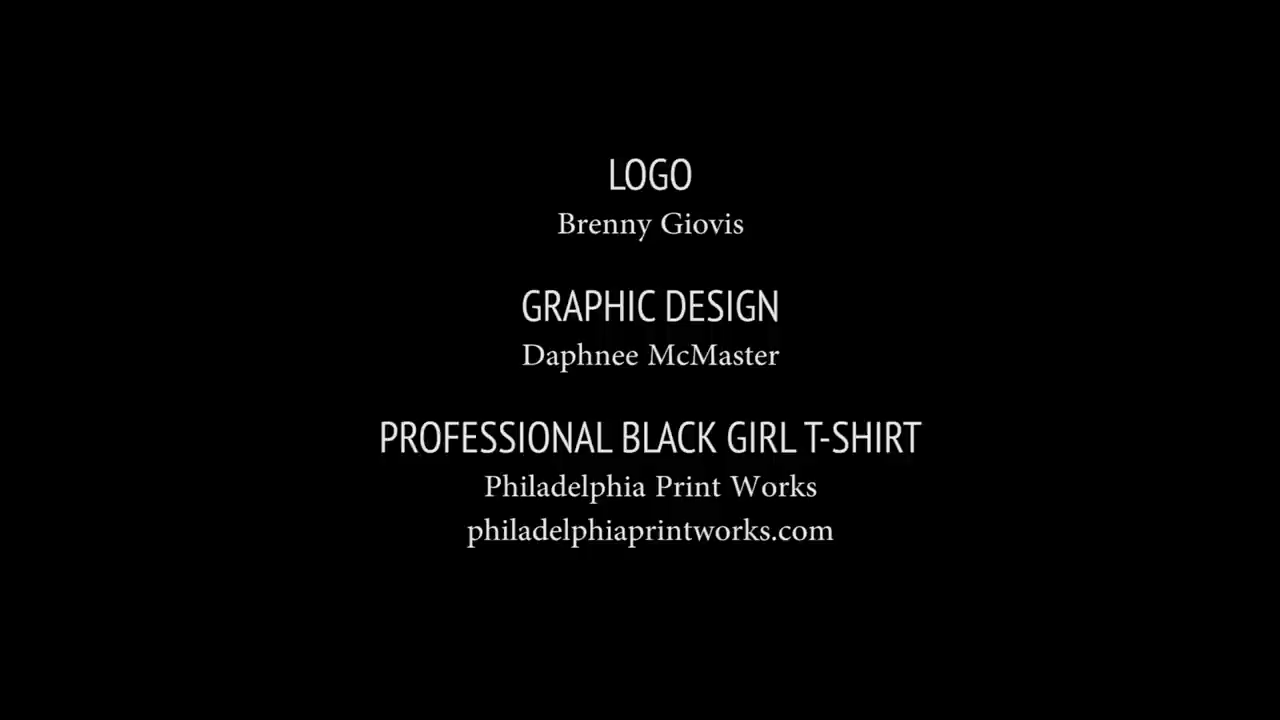 LOGO
Brenny Giovis
GRAPHIC DESIGN
Daphnee McMaster
PROFESSIONAL BLACK GIRL T-SHIRT
Philadelphia Print Works
philadelphiaprintworks.com